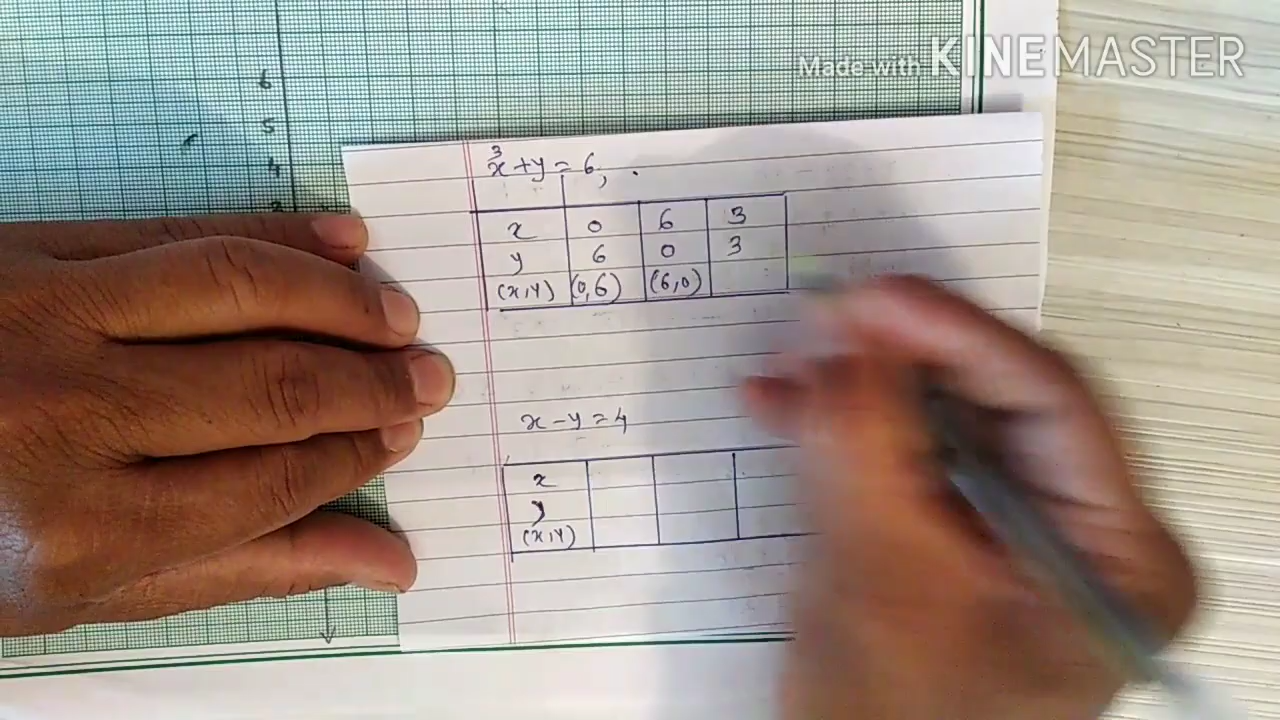 Made with KINEMASTER
6
5
4
3
x + y = 6,
x 0 6 3
y 6 0 3
(x,y) (0,6) (6,0)
x - y = 4
x
y
(x,y)